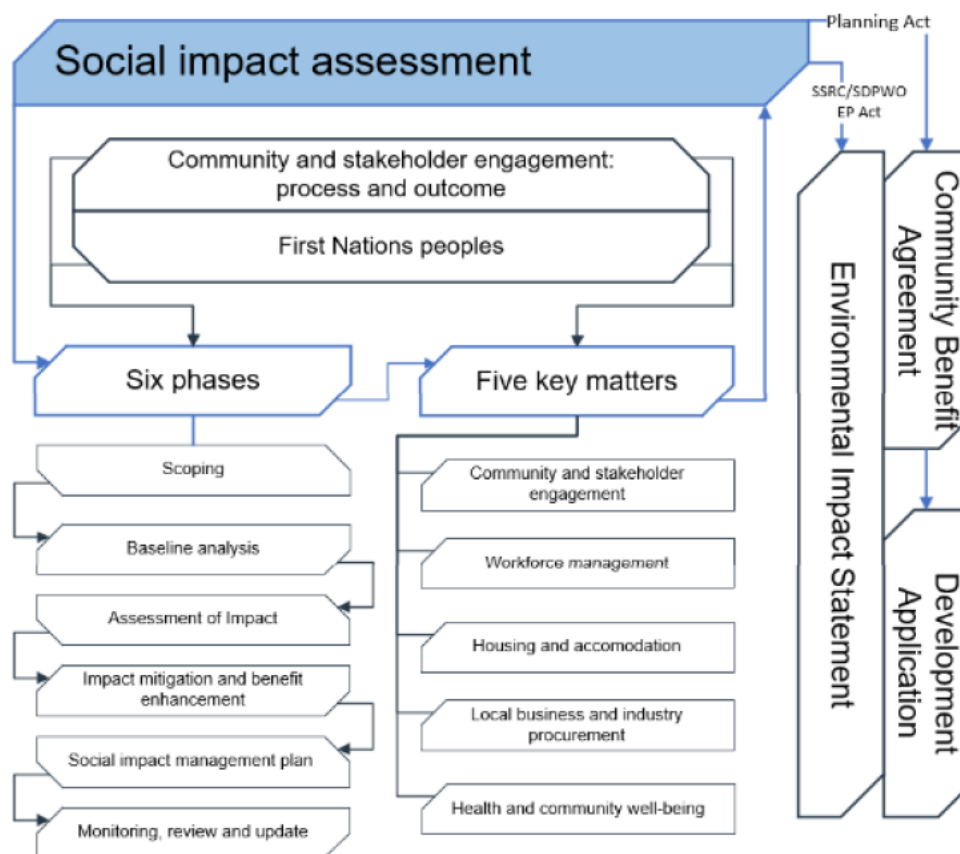 Planning Act
Social impact assessment
SSRC/SDPWO
EP Act
Community and stakeholder engagement:
process and outcome
First Nations peoples
Six phases
Five key matters
Scoping
Baseline analysis
Assessment of Impact
Impact mitigation and benefit
enhancement
Social impact management plan
Monitoring, review and update
Community and stakeholder
engagement
Workforce management
Housing and accomodation
Local business and industry
procurement
Health and community well-being
Environmental Impact Statement
Community Benefit
Agreement
Development
Application